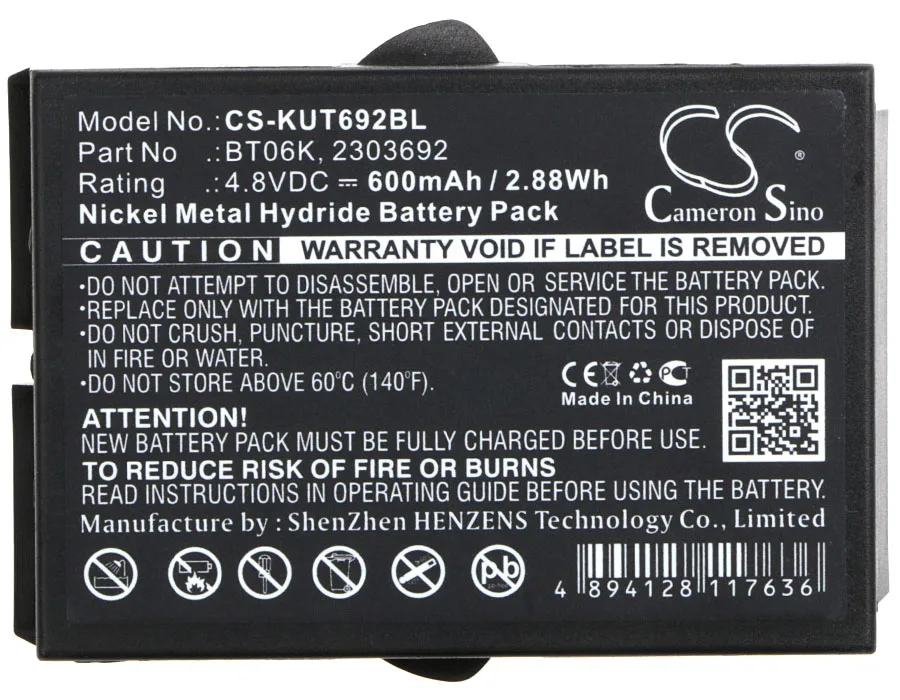 Model No.: CS-KUT692BL
Part No .: BT06K, 2303692
Rating .: 4.8VDC ⎓ 600mAh / 2.88Wh
Nickel Metal Hydride Battery Pack
Cameron Sino
®
CAUTION WARRANTY VOID IF LABEL IS REMOVED
•DO NOT ATTEMPT TO DISASSEMBLE, OPEN OR SERVICE THE BATTERY PACK.
•REPLACE ONLY WITH THE BATTERY PACK DESIGNATED FOR THIS PRODUCT.
•DO NOT CRUSH, PUNCTURE, SHORT EXTERNAL CONTACTS OR DISPOSE OF
IN FIRE OR WATER.
•DO NOT STORE ABOVE 60°C (140°F).
CE
Made In China
ATTENTION!
NEW BATTERY PACK MUST BE FULLY CHARGED BEFORE USE.
TO REDUCE RISK OF FIRE OR BURNS
READ INSTRUCTIONS IN OPERATING GUIDE BEFORE USING THE BATTERY.
Manufacture by : ShenZhen HENZENS Technology Co., Limited
Pb
4 894128 117636